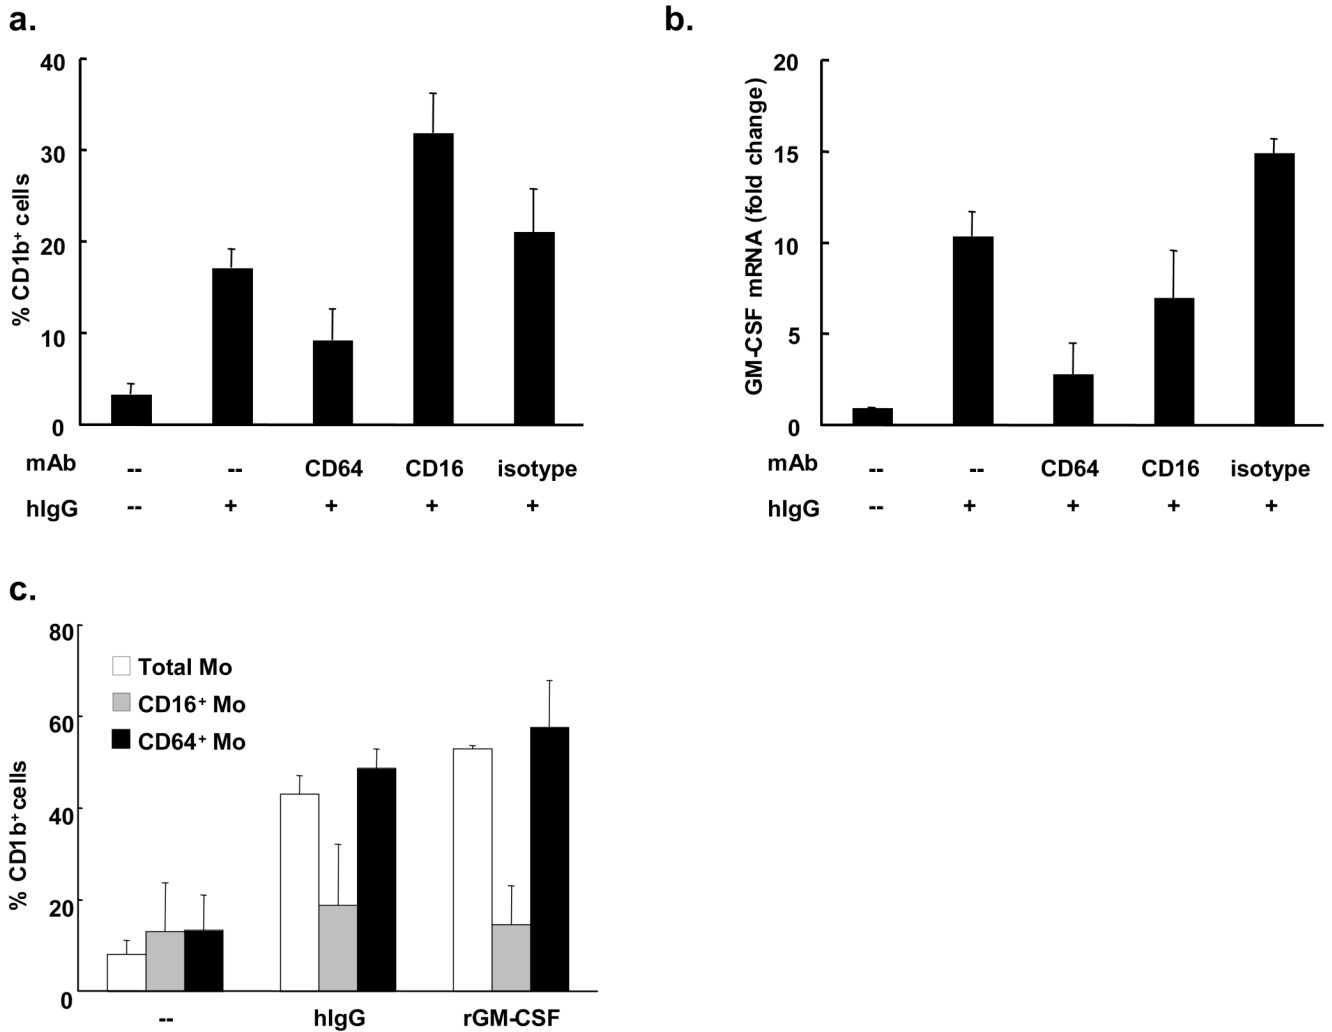 a.
40
30
20
10
0
% CD1b+ cells
mAb -- -- CD64 CD16 isotype
hIgG -- + + + +
b.
20
15
10
5
0
GM-CSF mRNA (fold change)
mAb -- -- CD64 CD16 isotype
hIgG -- + + + +
c.
80
60
40
20
0
% CD1b+cells
Total Mo
CD16+ Mo
CD64+ Mo
-- hIgG rGM-CSF